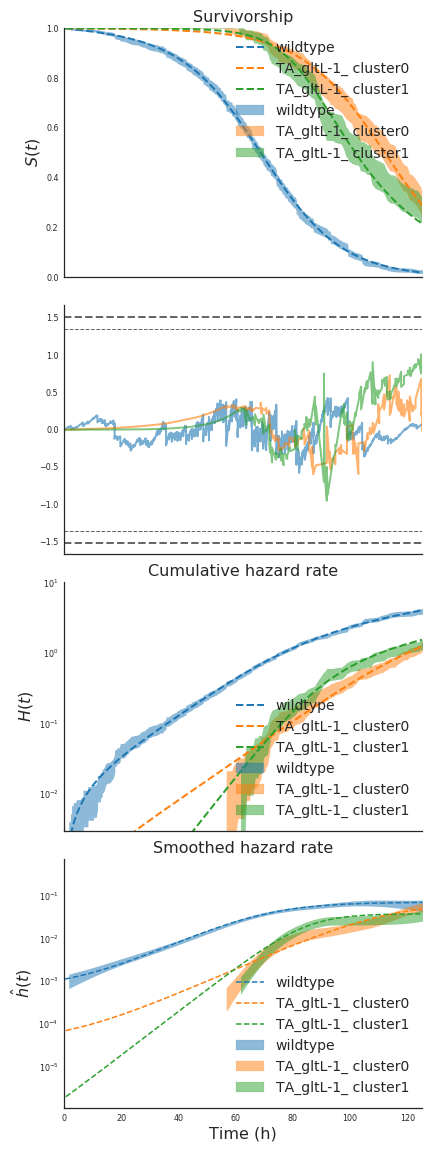 Survivorship
1.0
0.8
0.6
0.4
0.2
0.0
S(t)
wildtype
TA_gltL-1_ cluster0
TA_gltL-1_ cluster1
wildtype
TA_gltL-1_ cluster0
TA_gltL-1_ cluster1
1.5
1.0
0.5
0.0
−0.5
−1.0
−1.5
Cumulative hazard rate
10¹
10⁰
10⁻¹
10⁻²
H(t)
wildtype
TA_gltL-1_ cluster0
TA_gltL-1_ cluster1
wildtype
TA_gltL-1_ cluster0
TA_gltL-1_ cluster1
Smoothed hazard rate
10⁻¹
10⁻²
10⁻³
10⁻⁴
10⁻⁵
ĥ(t)
wildtype
TA_gltL-1_ cluster0
TA_gltL-1_ cluster1
wildtype
TA_gltL-1_ cluster0
TA_gltL-1_ cluster1
0 20 40 60 80 100 120
Time (h)